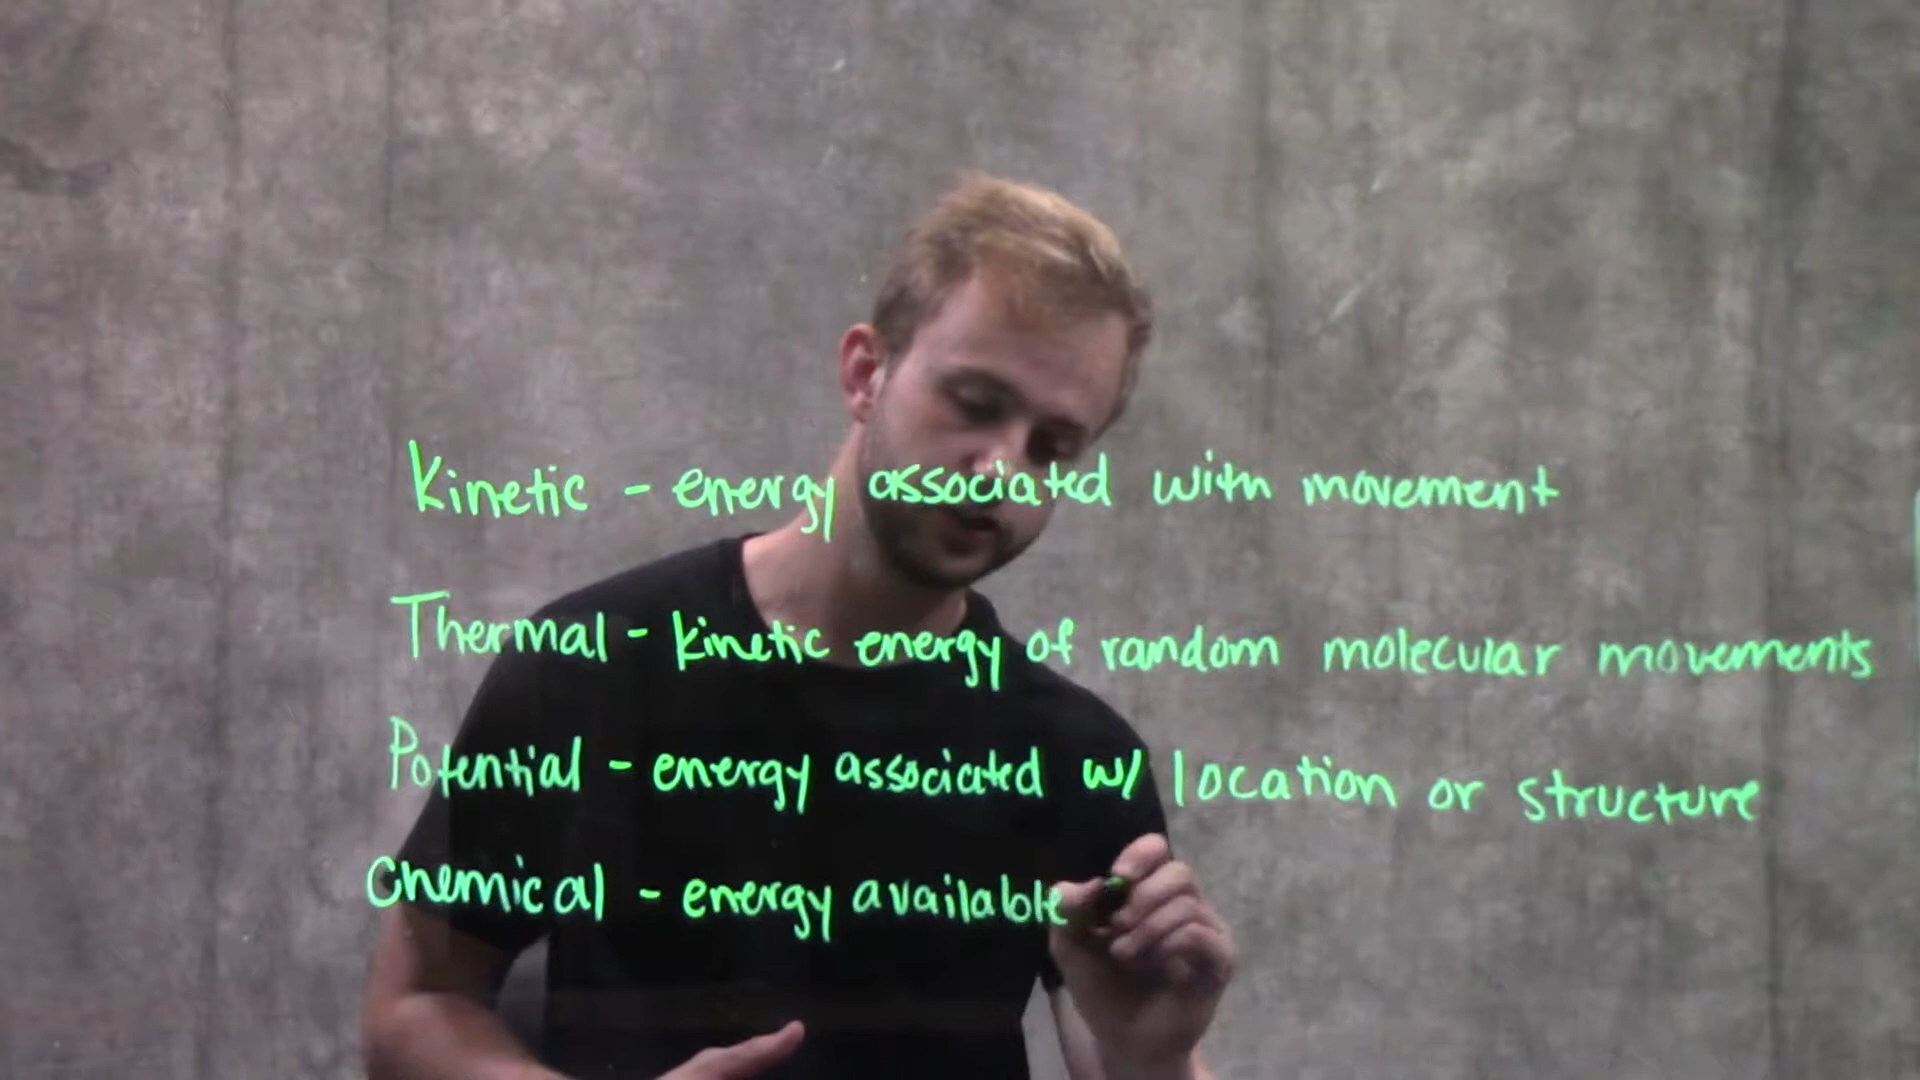 Kinetic - energy associated with movement
Thermal - kinetic energy of random molecular movements
Potential - energy associated w/ location or structure
Chemical - energy available